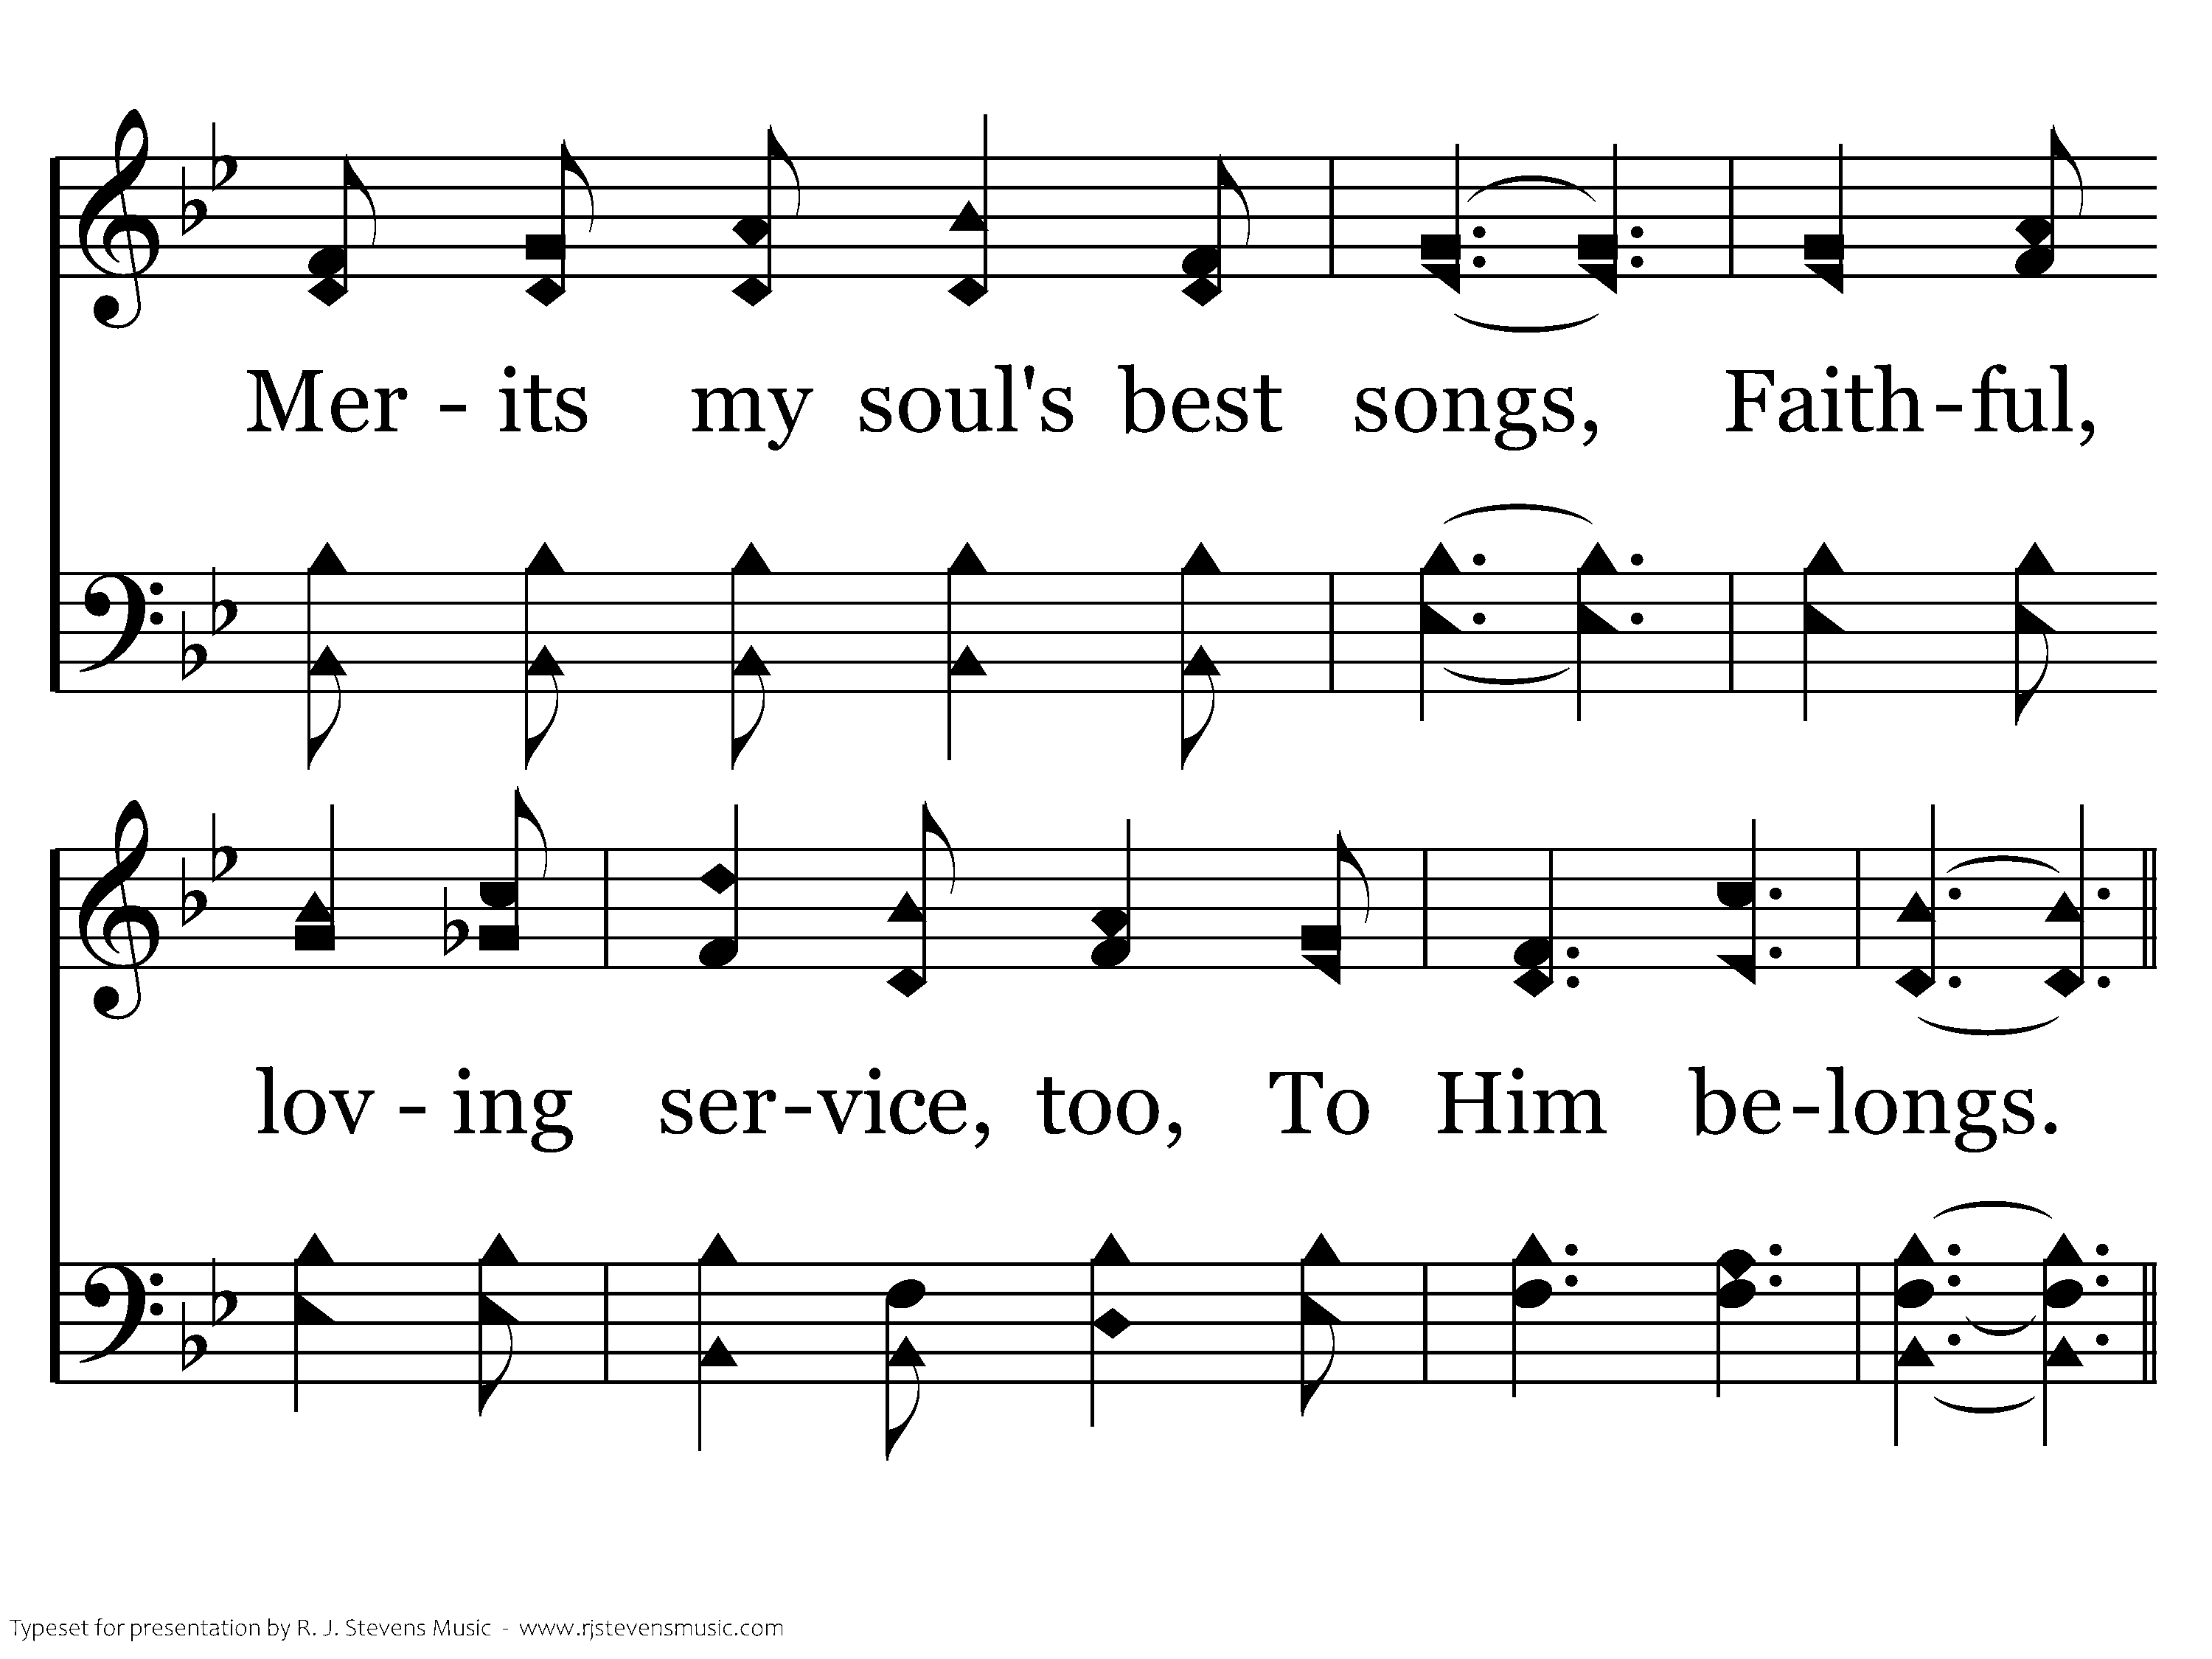 Mer - its my soul's best songs, Faith-ful,
lov - ing ser-vice, too, To Him be-longs.
Typeset for presentation by R. J. Stevens Music - www.rjstevensmusic.com